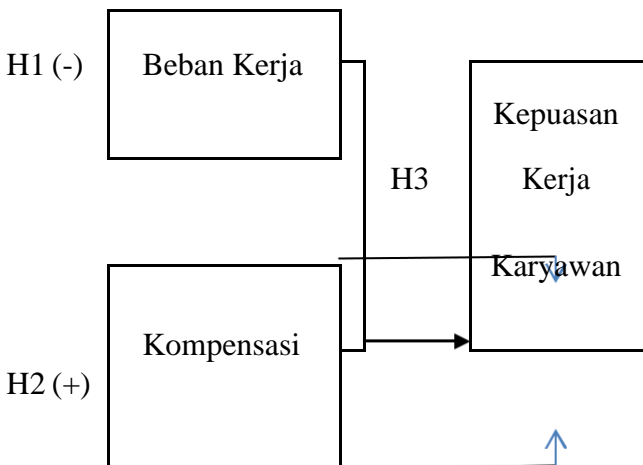 H1 (-)
Beban Kerja
Kepuasan
Kerja
Karyawan
H3
Kompensasi
H2 (+)